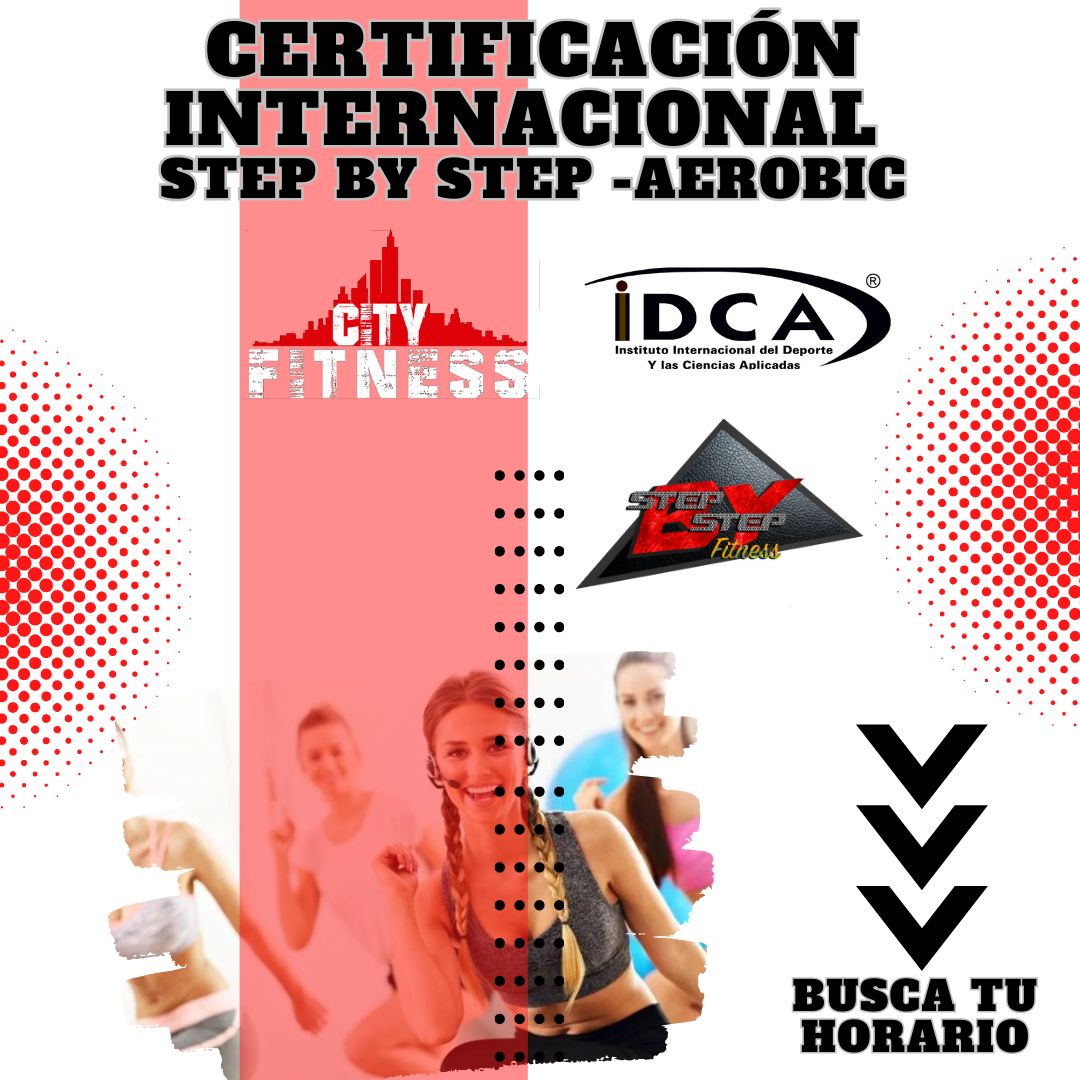 CERTIFICACIÓN
INTERNACIONAL
STEP BY STEP -AEROBIC
CITY
FITNESS
iDCA®
Instituto Internacional del Deporte
Y las Ciencias Aplicadas
STEP BY
STEP
Fitness
BUSCA TU
HORARIO